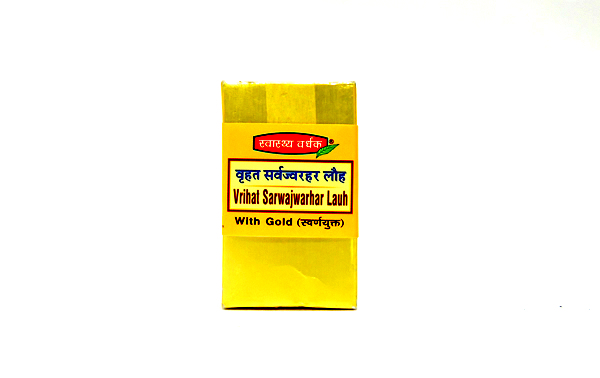 स्वास्थ्य वर्धक
वृहत सर्वज्वरहर लौह
Vrihat Sarwajwarhar Lauh
With Gold (स्वर्णयुक्त)